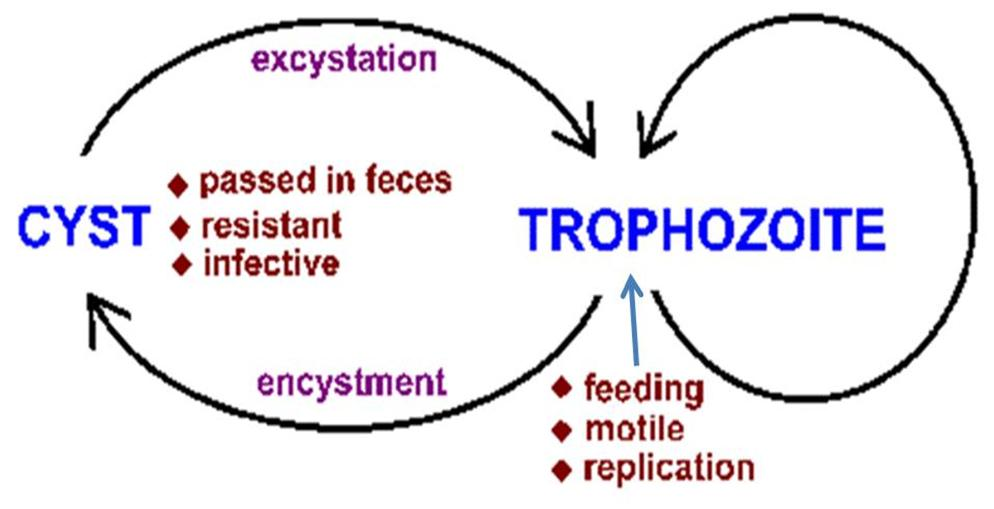 excystation
CYST
◆ passed in feces
◆ resistant
◆ infective
TROPHOZOITE
encystment
◆ feeding
◆ motile
◆ replication